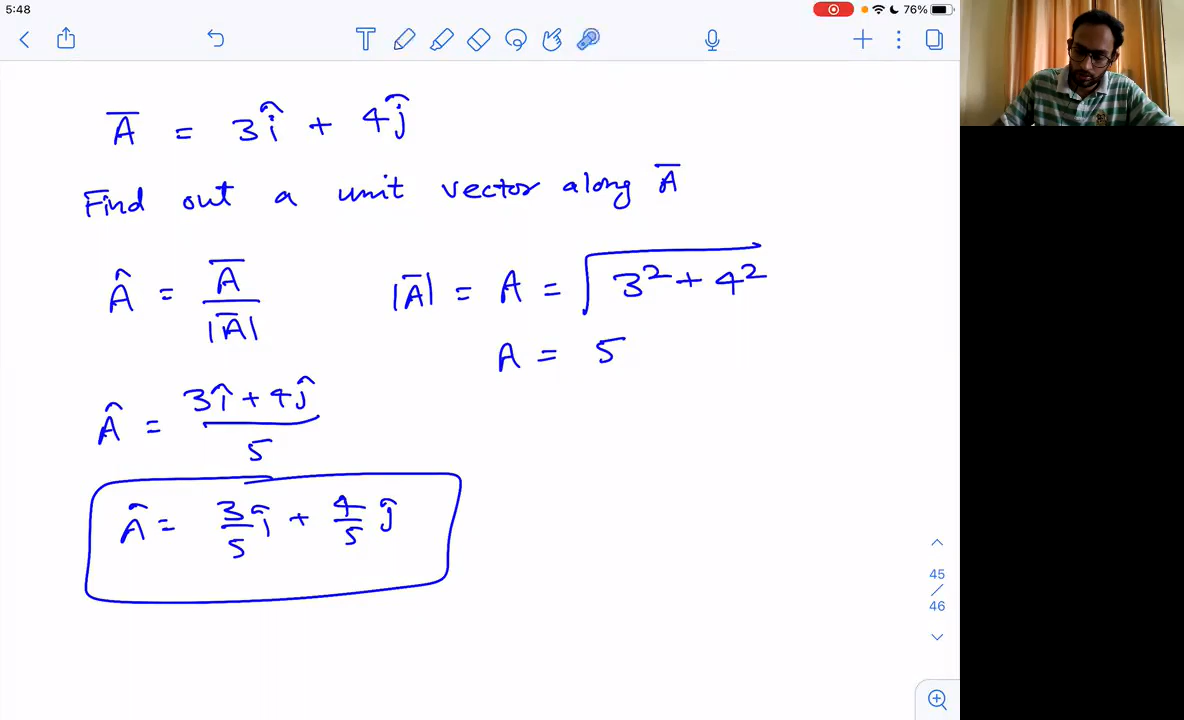 5:48
76%
T
A̅ = 3î + 4ĵ
Find out a unit vector along A̅
Â = A̅ / |A̅|
|A̅| = A = √(3² + 4²)
A = 5
Â = (3î + 4ĵ) / 5
Â = 3/5 î + 4/5 ĵ
45
/
46